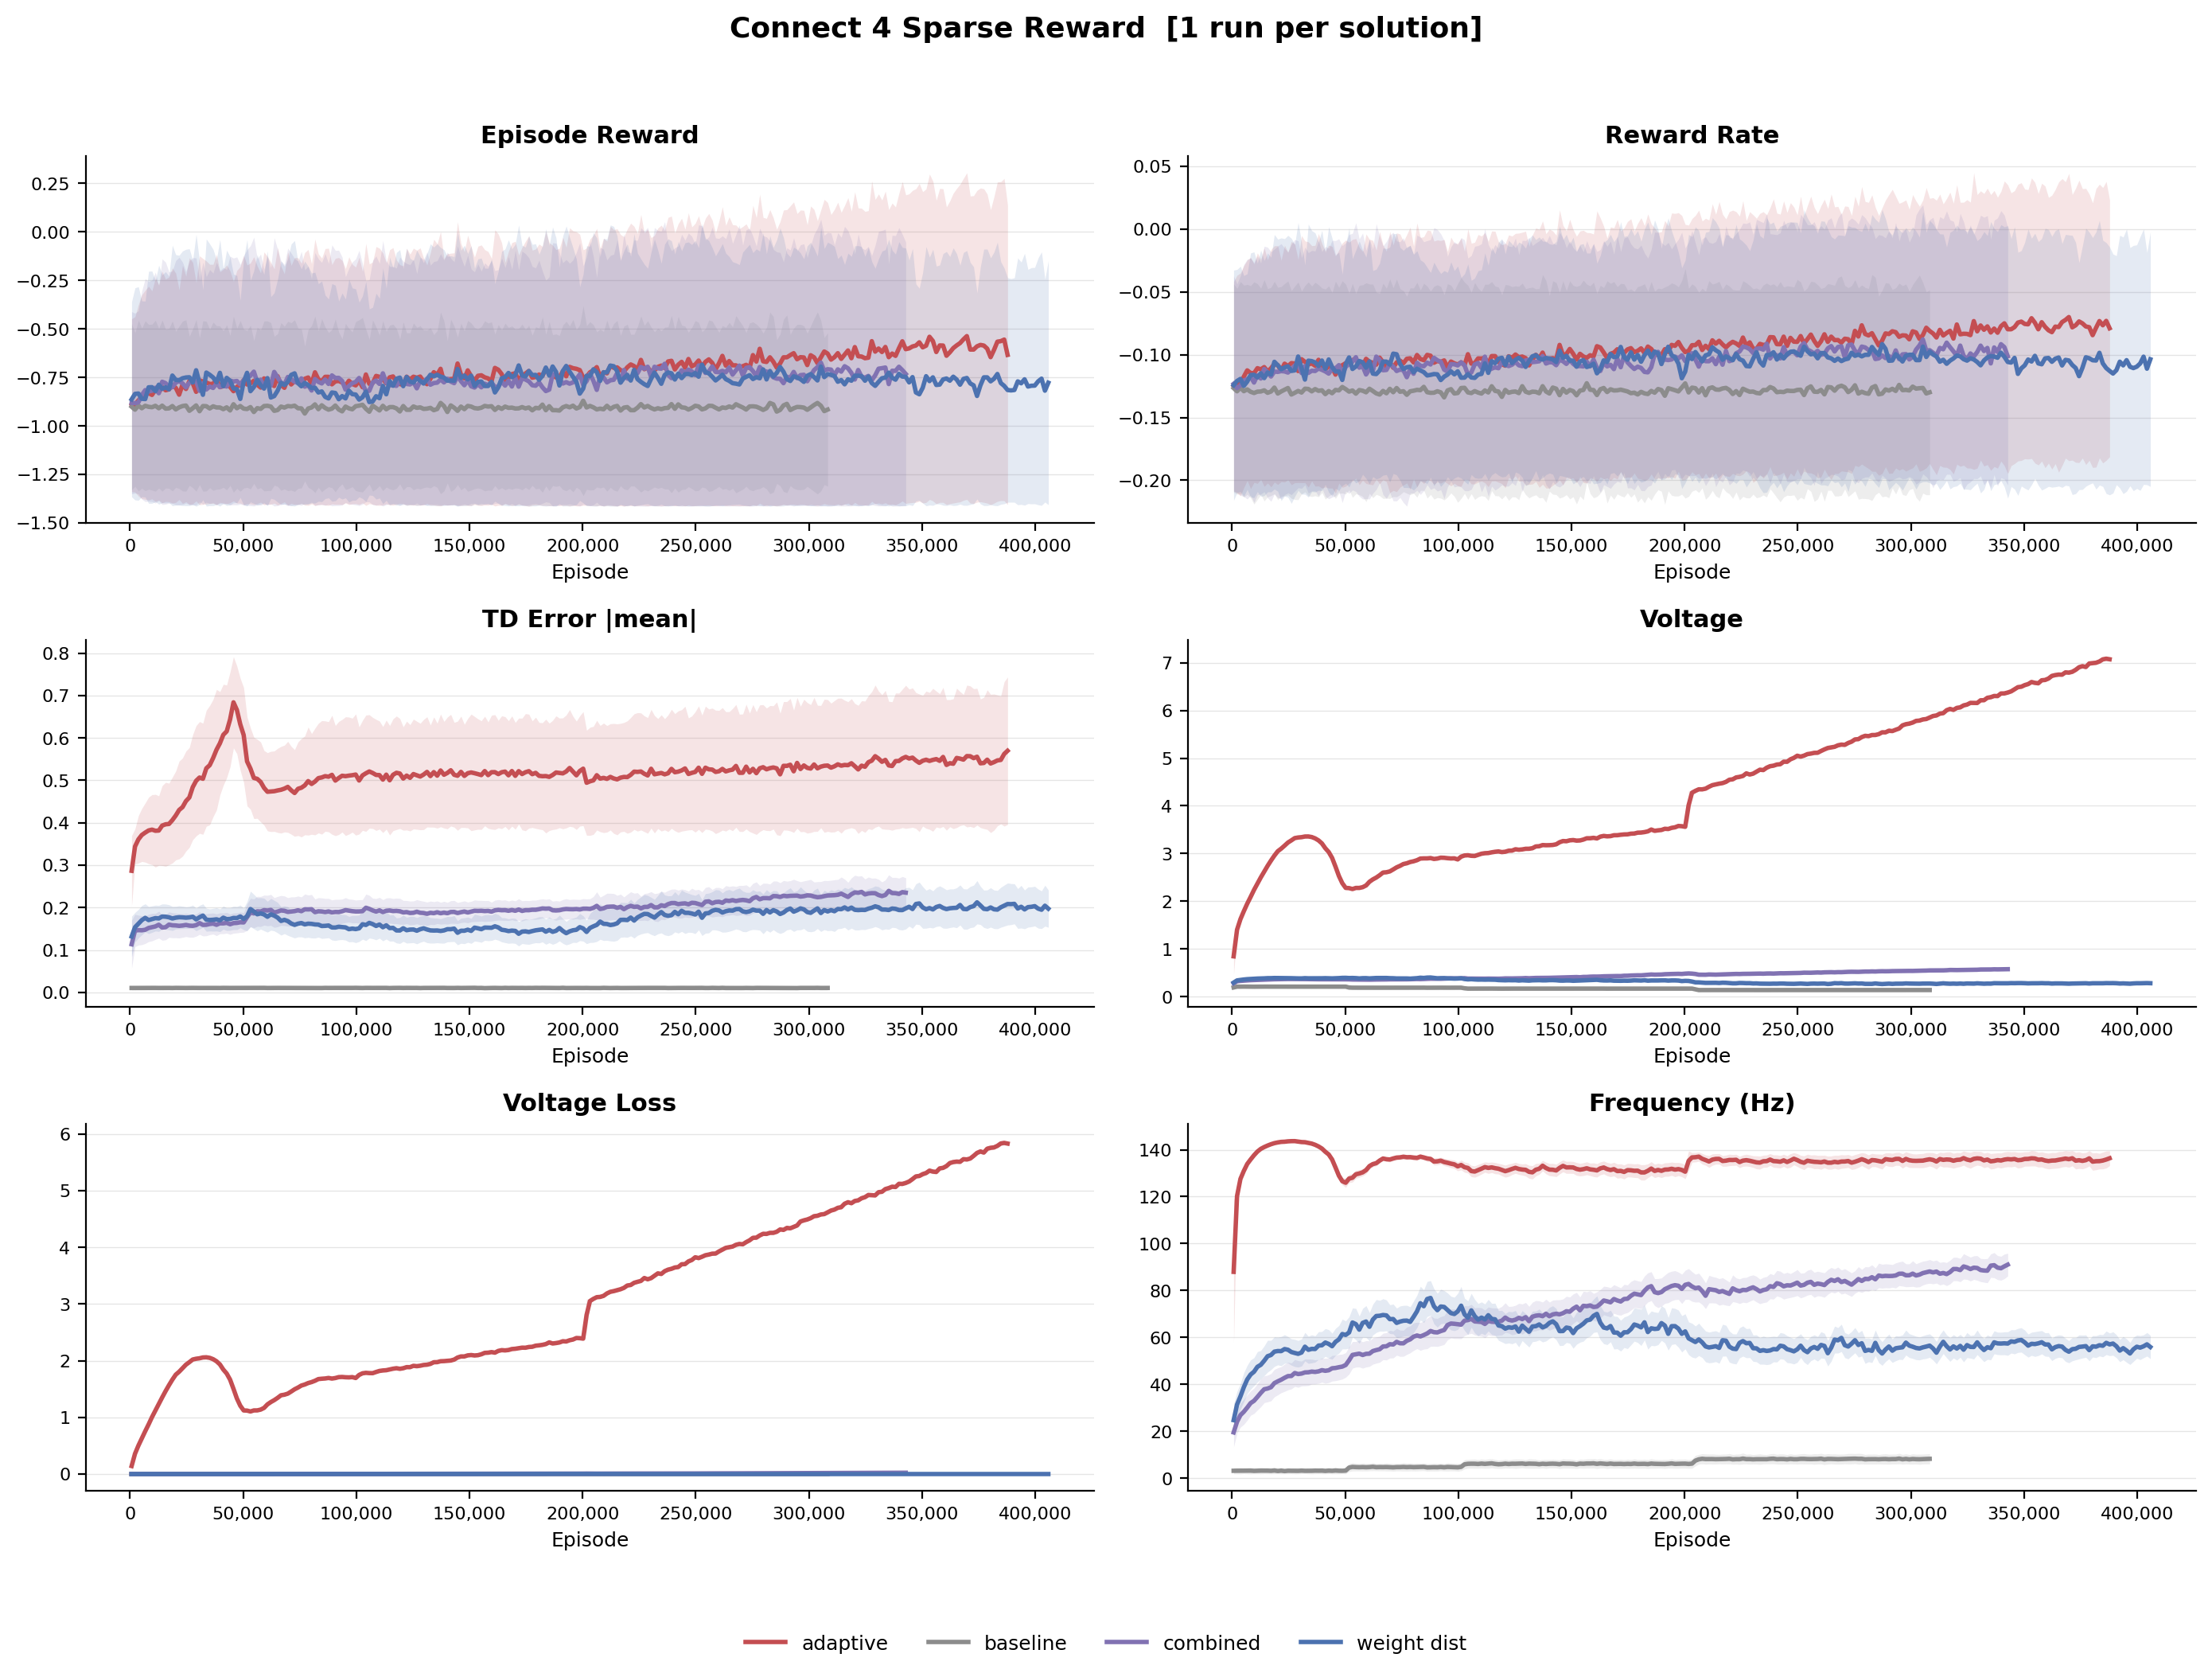 Connect 4 Sparse Reward  [1 run per solution]
Episode Reward
0.25
0.00
−0.25
−0.50
−0.75
−1.00
−1.25
−1.50
0 50,000 100,000 150,000 200,000 250,000 300,000 350,000 400,000
Episode
Reward Rate
0.05
0.00
−0.05
−0.10
−0.15
−0.20
0 50,000 100,000 150,000 200,000 250,000 300,000 350,000 400,000
Episode
TD Error |mean|
0.8
0.7
0.6
0.5
0.4
0.3
0.2
0.1
0.0
0 50,000 100,000 150,000 200,000 250,000 300,000 350,000 400,000
Episode
Voltage
7
6
5
4
3
2
1
0
0 50,000 100,000 150,000 200,000 250,000 300,000 350,000 400,000
Episode
Voltage Loss
6
5
4
3
2
1
0
0 50,000 100,000 150,000 200,000 250,000 300,000 350,000 400,000
Episode
Frequency (Hz)
140
120
100
80
60
40
20
0
0 50,000 100,000 150,000 200,000 250,000 300,000 350,000 400,000
Episode
adaptive baseline combined weight dist